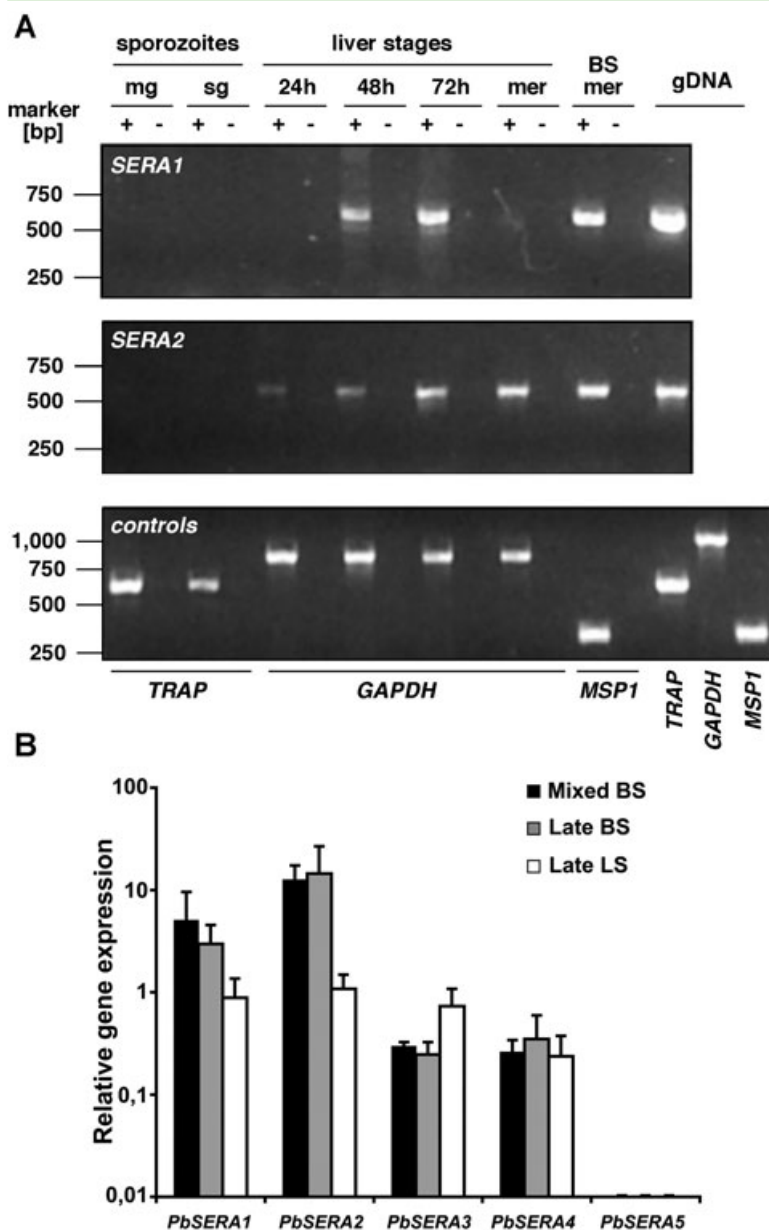 A
sporozoites liver stages BS mer gDNA
mg sg 24h 48h 72h mer
marker [bp] + - + - + - + - + - + - + -
SERA1
750
500
250
SERA2
750
500
250
controls
1,000
750
500
250
TRAP GAPDH MSP1 TRAP GAPDH MSP1
B
Relative gene expression
100
10
1
0,1
0,01
Mixed BS
Late BS
Late LS
PbSERA1 PbSERA2 PbSERA3 PbSERA4 PbSERA5